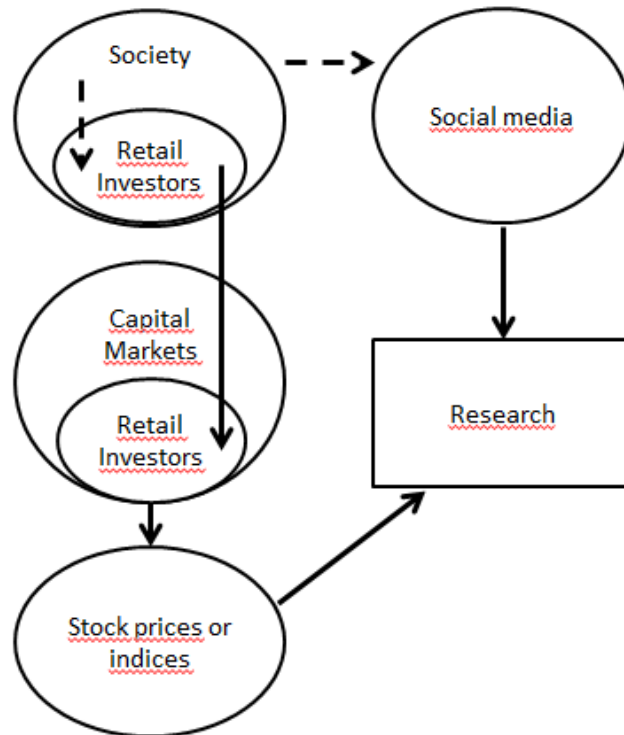 Society
Social media
Retail
Investors
Capital
Markets
Research
Retail
Investors
Stock prices or
indices